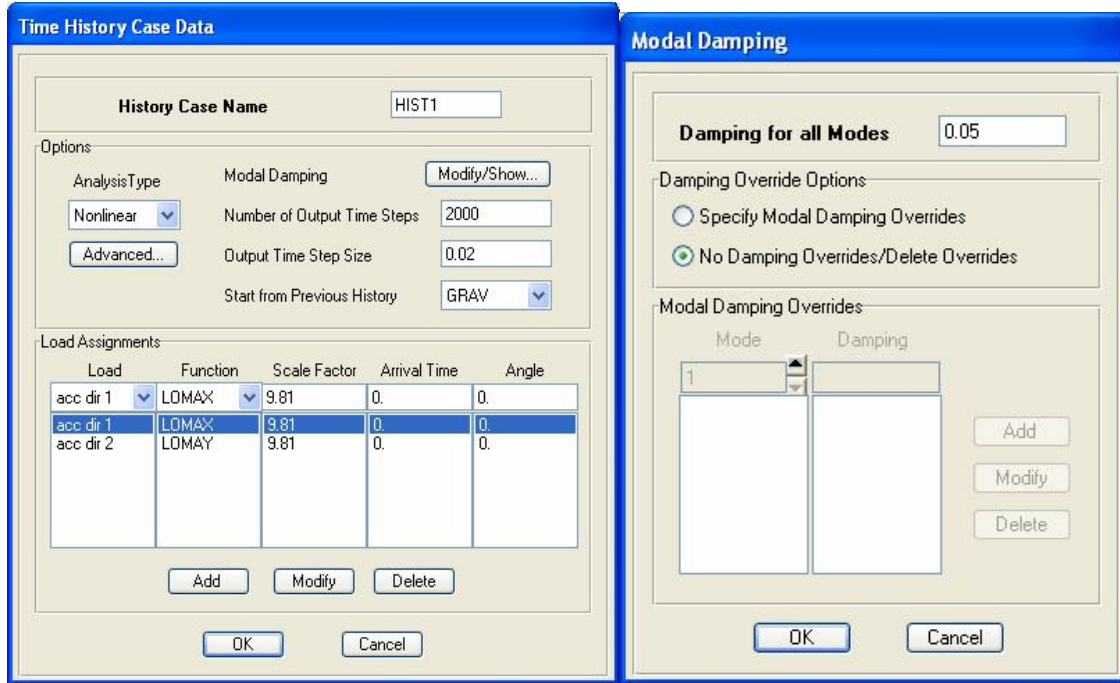 Time History Case Data
History Case Name HIST1
Options
AnalysisType
Nonlinear
Advanced...
Modal Damping Modify/Show...
Number of Output Time Steps 2000
Output Time Step Size 0.02
Start from Previous History GRAV
Load Assignments
Load Function Scale Factor Arrival Time Angle
acc dir 1 LOMAX 9.81 0. 0.
acc dir 1 LOMAX 9.81 0. 0.
acc dir 2 LOMAY 9.81 0. 0.
Add Modify Delete
OK Cancel
Modal Damping
Damping for all Modes 0.05
Damping Override Options
Specify Modal Damping Overrides
No Damping Overrides/Delete Overrides
Modal Damping Overrides
Mode Damping
1
Add
Modify
Delete
OK Cancel